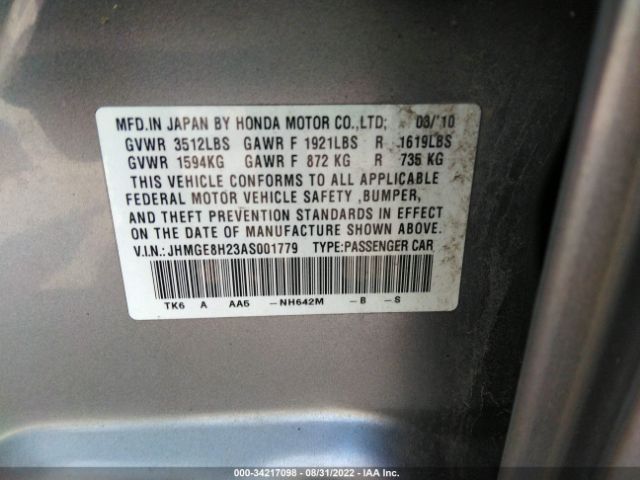 MFD.IN JAPAN BY HONDA MOTOR CO.,LTD; 03/'10
GVWR 3512LBS GAWR F 1921LBS R 1619LBS
GVWR 1594KG GAWR F 872 KG R 735 KG
THIS VEHICLE CONFORMS TO ALL APPLICABLE
FEDERAL MOTOR VEHICLE SAFETY ,BUMPER,
AND THEFT PREVENTION STANDARDS IN EFFECT
ON THE DATE OF MANUFACTURE SHOWN ABOVE.
V.I.N.: JHMGE8H23AS001779 TYPE:PASSENGER CAR
TK6 A AA5 -NH642M -B -S
000-34217098 - 08/31/2022 - IAA Inc.